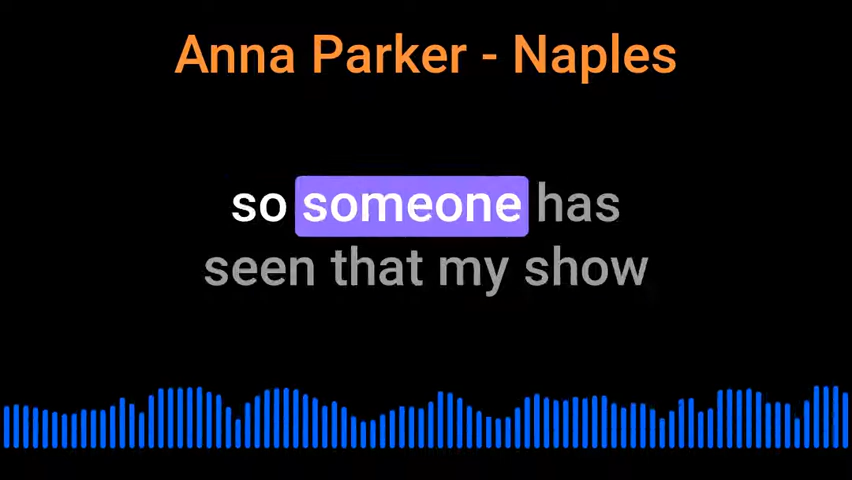 Anna Parker - Naples
so someone has
seen that my show